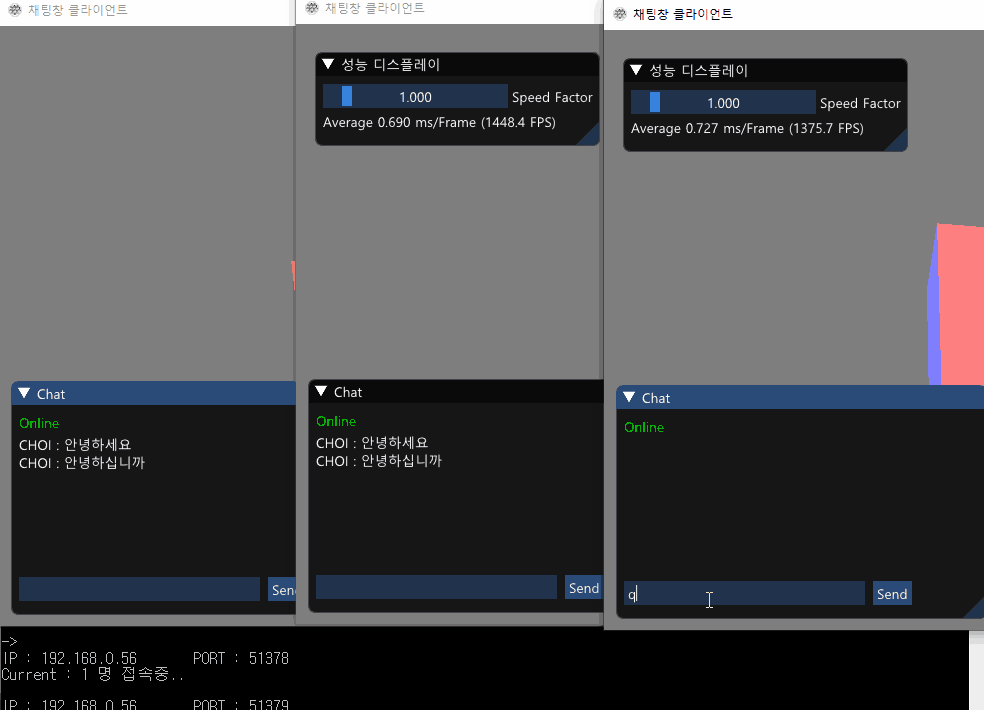 채팅창 클라이언트
Chat
Online
CHOI : 안녕하세요
CHOI : 안녕하십니까
Sen
채팅창 클라이언트
성능 디스플레이
1.000 Speed Factor
Average 0.690 ms/Frame (1448.4 FPS)
Chat
Online
CHOI : 안녕하세요
CHOI : 안녕하십니까
Send
채팅창 클라이언트
성능 디스플레이
1.000 Speed Factor
Average 0.727 ms/Frame (1375.7 FPS)
Chat
Online
q Send
->
IP : 192.168.0.56 PORT : 51378
Current : 1 명 접속중..
IP : 192.168.0.56 PORT : 51379